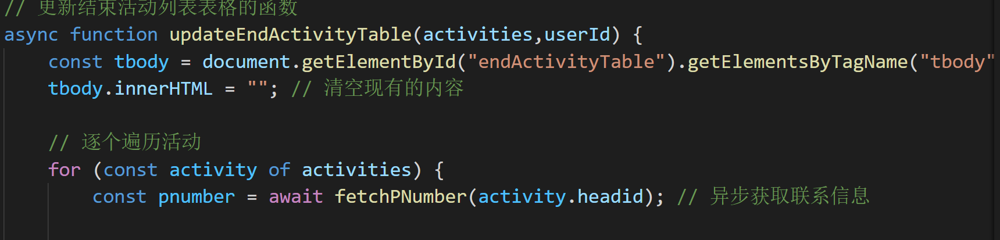 // 更新结束活动列表表格的函数
async function updateEndActivityTable(activities,userId) {
    const tbody = document.getElementById("endActivityTable").getElementsByTagName("tbody"
    tbody.innerHTML = ""; // 清空现有的内容
    // 逐个遍历活动
    for (const activity of activities) {
        const pnumber = await fetchPNumber(activity.headid); // 异步获取联系信息